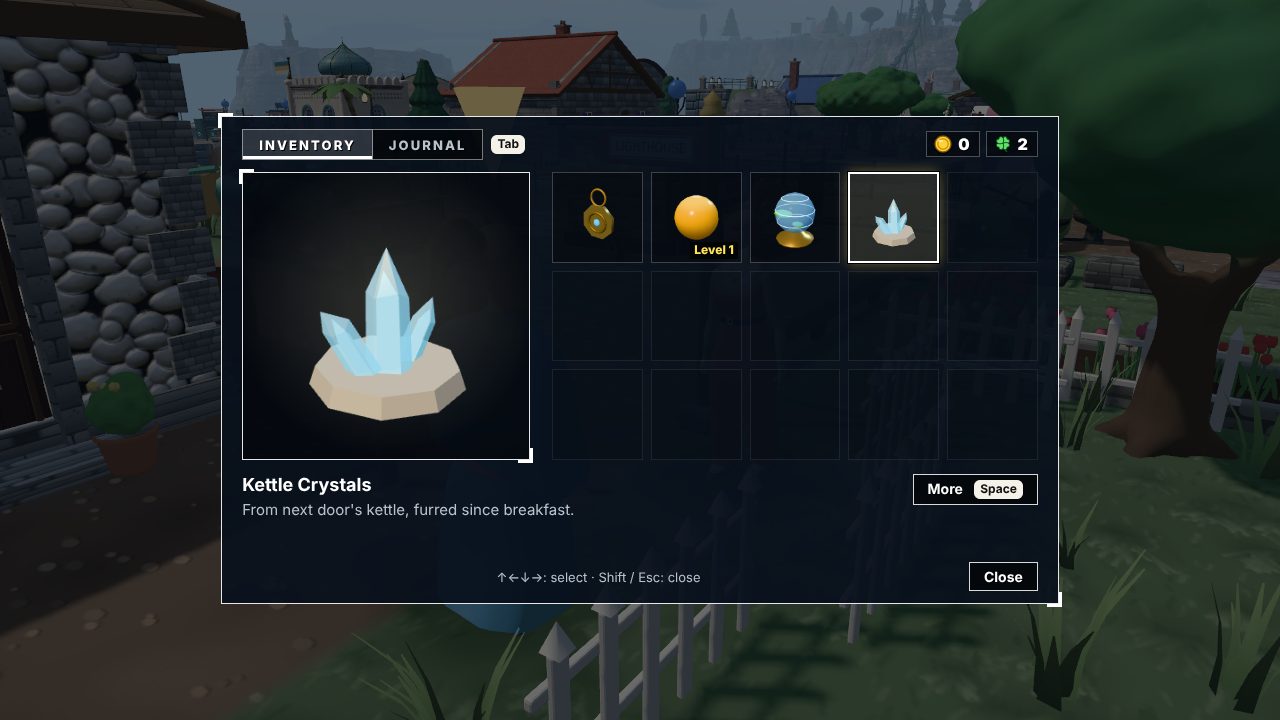 INVENTORY JOURNAL Tab
0 2
LIGHTHOUSE
Level 1
Kettle Crystals
From next door's kettle, furred since breakfast.
More Space
↑←↓→: select · Shift / Esc: close
Close